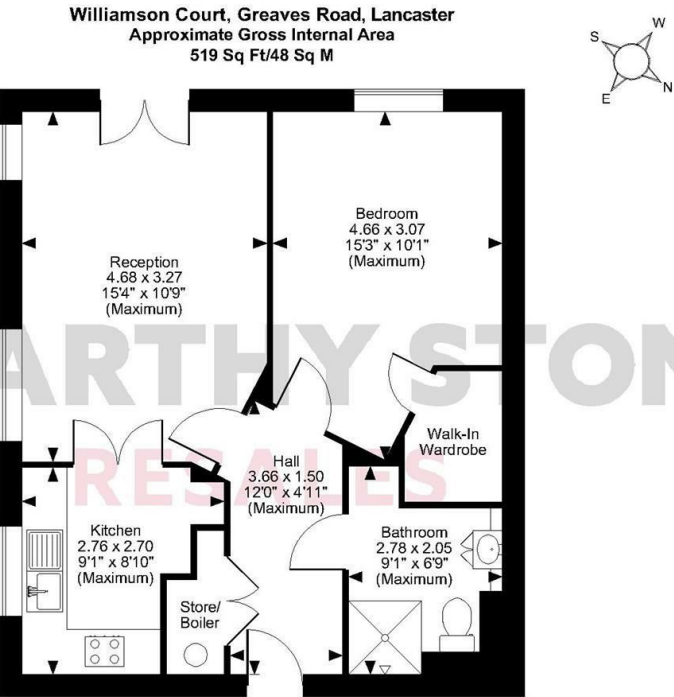 Williamson Court, Greaves Road, Lancaster
Approximate Gross Internal Area
519 Sq Ft/48 Sq M
S
W
E
N
Bedroom
4.66 x 3.07
15'3" x 10'1"
(Maximum)
Reception
4.68 x 3.27
15'4" x 10'9"
(Maximum)
ARTHY STON
RESALES
Walk-In
Wardrobe
Hall
3.66 x 1.50
12'0" x 4'11"
(Maximum)
Kitchen
2.76 x 2.70
9'1" x 8'10"
(Maximum)
Bathroom
2.78 x 2.05
9'1" x 6'9"
(Maximum)
Store/
Boiler